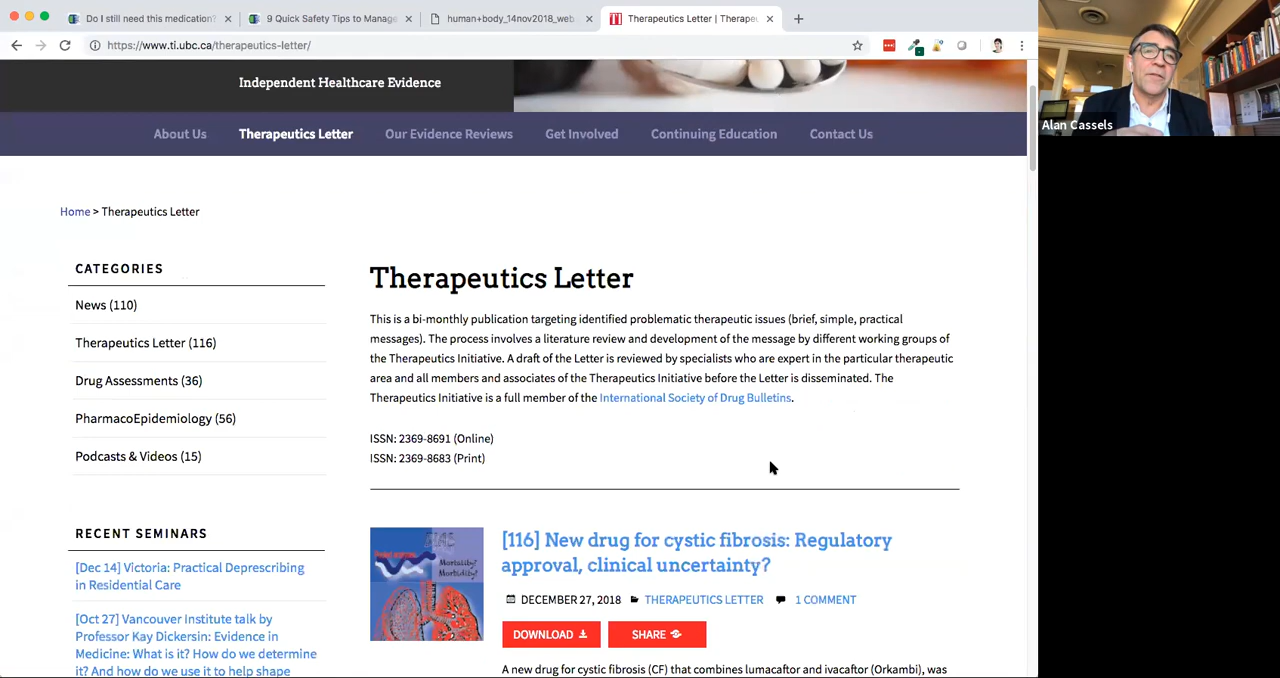 Do I still need this medication?
9 Quick Safety Tips to Manage
human+body_14nov2018_web
Therapeutics Letter | Therape
https://www.ti.ubc.ca/therapeutics-letter/
Independent Healthcare Evidence
About Us
Therapeutics Letter
Our Evidence Reviews
Get Involved
Continuing Education
Contact Us
Alan Cassels
Home > Therapeutics Letter
CATEGORIES
News (110)
Therapeutics Letter (116)
Drug Assessments (36)
PharmacoEpidemiology (56)
Podcasts & Videos (15)
RECENT SEMINARS
[Dec 14] Victoria: Practical Deprescribing
in Residential Care
[Oct 27] Vancouver Institute talk by
Professor Kay Dickersin: Evidence in
Medicine: What is it? How do we determine
it? And how do we use it to help shape
Therapeutics Letter
This is a bi-monthly publication targeting identified problematic therapeutic issues (brief, simple, practical
messages). The process involves a literature review and development of the message by different working groups of
the Therapeutics Initiative. A draft of the Letter is reviewed by specialists who are expert in the particular therapeutic
area and all members and associates of the Therapeutics Initiative before the Letter is disseminated. The
Therapeutics Initiative is a full member of the International Society of Drug Bulletins.
ISSN: 2369-8691 (Online)
ISSN: 2369-8683 (Print)
Mortality?
Morbidity?
[116] New drug for cystic fibrosis: Regulatory
approval, clinical uncertainty?
DECEMBER 27, 2018 THERAPEUTICS LETTER 1 COMMENT
DOWNLOAD
SHARE
A new drug for cystic fibrosis (CF) that combines lumacaftor and ivacaftor (Orkambi), was